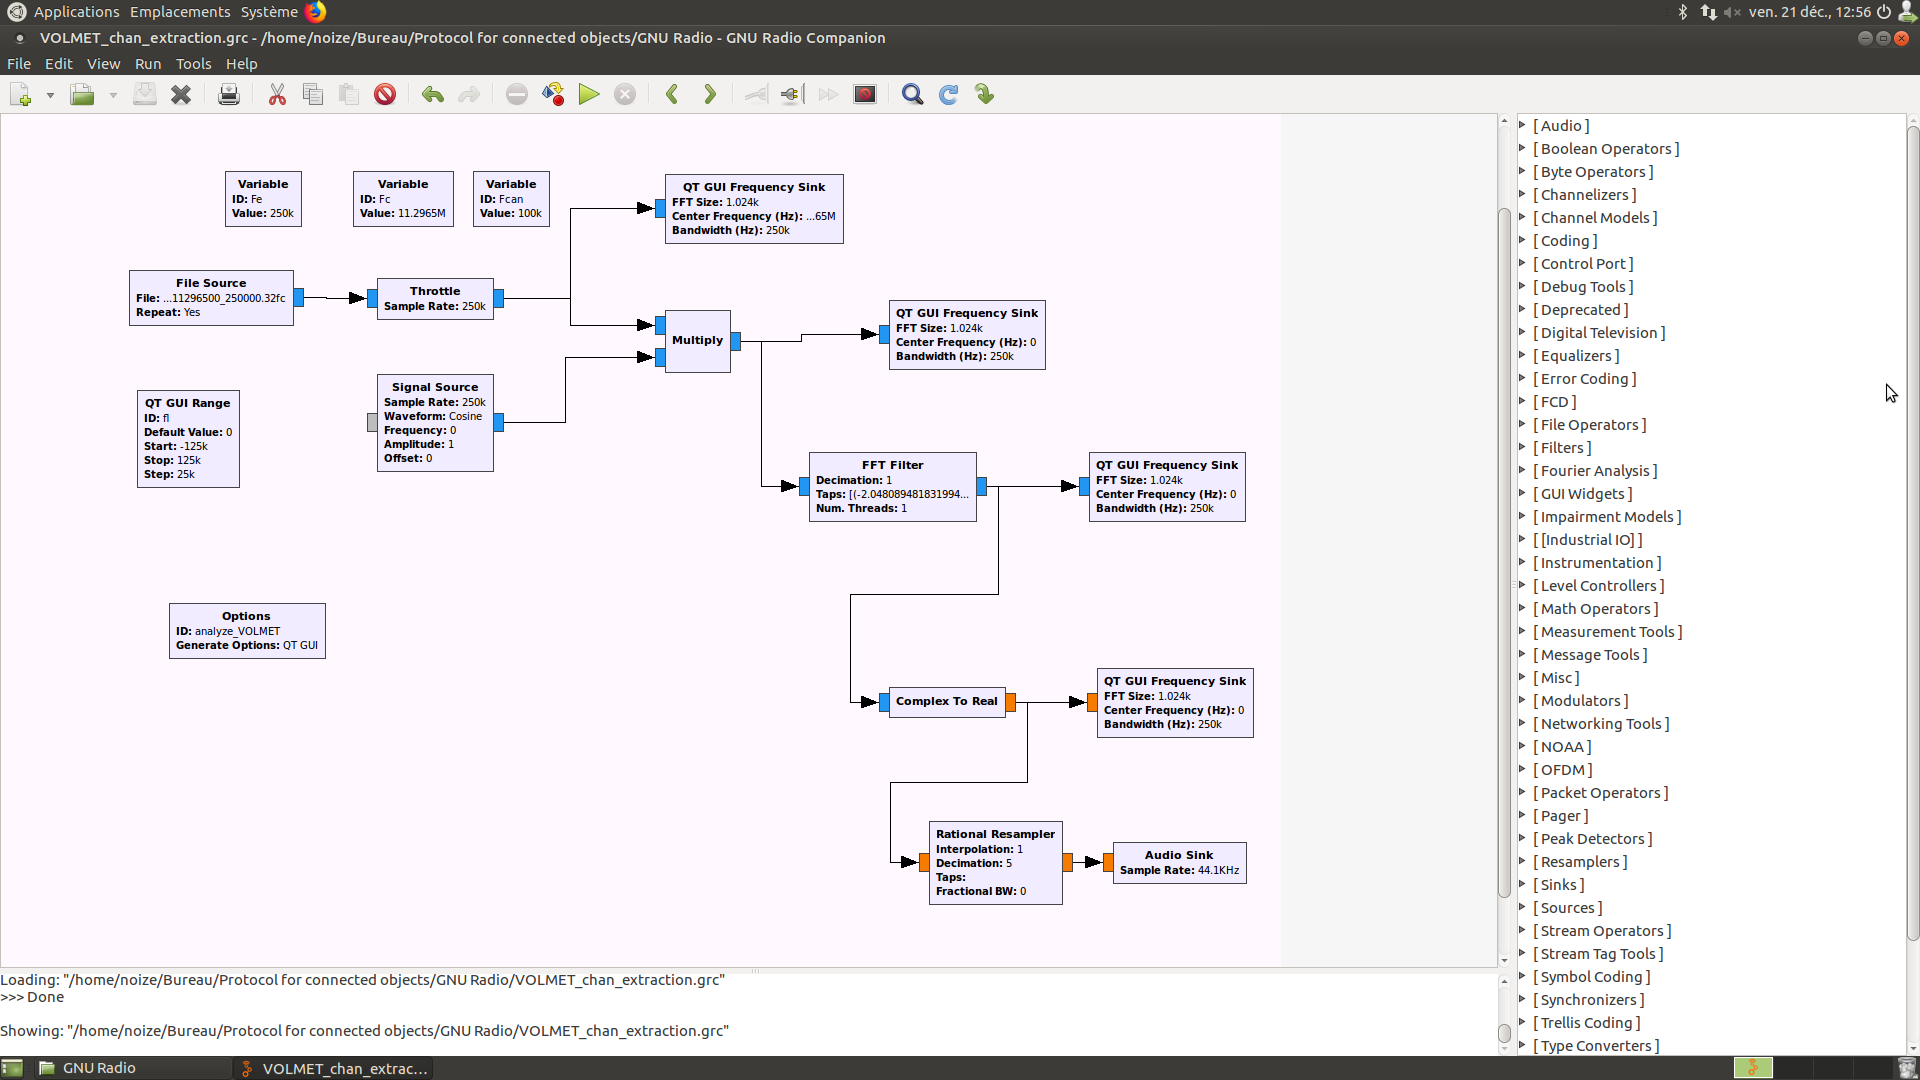 Applications Emplacements Système
ven. 21 déc., 12:56
VOLMET_chan_extraction.grc - /home/noize/Bureau/Protocol for connected objects/GNU Radio - GNU Radio Companion
File Edit View Run Tools Help
Variable
ID: Fe
Value: 250k
Variable
ID: Fc
Value: 11.2965M
Variable
ID: Fcan
Value: 100k
QT GUI Frequency Sink
FFT Size: 1.024k
Center Frequency (Hz): ...65M
Bandwidth (Hz): 250k
File Source
File: ...11296500_250000.32fc
Repeat: Yes
Throttle
Sample Rate: 250k
Multiply
QT GUI Frequency Sink
FFT Size: 1.024k
Center Frequency (Hz): 0
Bandwidth (Hz): 250k
QT GUI Range
ID: fl
Default Value: 0
Start: -125k
Stop: 125k
Step: 25k
Signal Source
Sample Rate: 250k
Waveform: Cosine
Frequency: 0
Amplitude: 1
Offset: 0
FFT Filter
Decimation: 1
Taps: [(-2.048089481831994...
Num. Threads: 1
QT GUI Frequency Sink
FFT Size: 1.024k
Center Frequency (Hz): 0
Bandwidth (Hz): 250k
Options
ID: analyze_VOLMET
Generate Options: QT GUI
Complex To Real
QT GUI Frequency Sink
FFT Size: 1.024k
Center Frequency (Hz): 0
Bandwidth (Hz): 250k
Rational Resampler
Interpolation: 1
Decimation: 5
Taps:
Fractional BW: 0
Audio Sink
Sample Rate: 44.1KHz
[ Audio ]
[ Boolean Operators ]
[ Byte Operators ]
[ Channelizers ]
[ Channel Models ]
[ Coding ]
[ Control Port ]
[ Debug Tools ]
[ Deprecated ]
[ Digital Television ]
[ Equalizers ]
[ Error Coding ]
[ FCD ]
[ File Operators ]
[ Filters ]
[ Fourier Analysis ]
[ GUI Widgets ]
[ Impairment Models ]
[ [Industrial IO] ]
[ Instrumentation ]
[ Level Controllers ]
[ Math Operators ]
[ Measurement Tools ]
[ Message Tools ]
[ Misc ]
[ Modulators ]
[ Networking Tools ]
[ NOAA ]
[ OFDM ]
[ Packet Operators ]
[ Pager ]
[ Peak Detectors ]
[ Resamplers ]
[ Sinks ]
[ Sources ]
[ Stream Operators ]
[ Stream Tag Tools ]
[ Symbol Coding ]
[ Synchronizers ]
[ Trellis Coding ]
[ Type Converters ]
Loading: "/home/noize/Bureau/Protocol for connected objects/GNU Radio/VOLMET_chan_extraction.grc"
>>> Done
Showing: "/home/noize/Bureau/Protocol for connected objects/GNU Radio/VOLMET_chan_extraction.grc"
GNU Radio
VOLMET_chan_extrac...